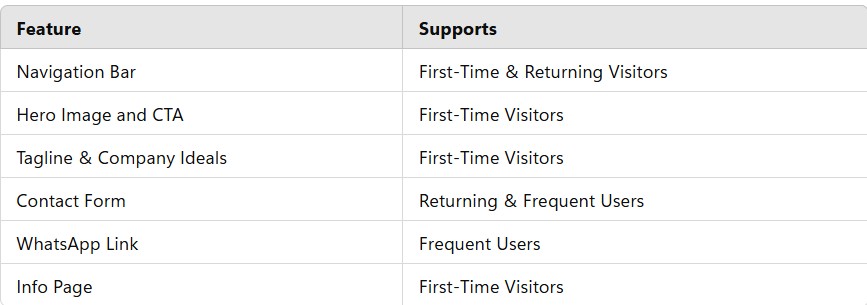 Feature Supports
Navigation Bar First-Time & Returning Visitors
Hero Image and CTA First-Time Visitors
Tagline & Company Ideals First-Time Visitors
Contact Form Returning & Frequent Users
WhatsApp Link Frequent Users
Info Page First-Time Visitors